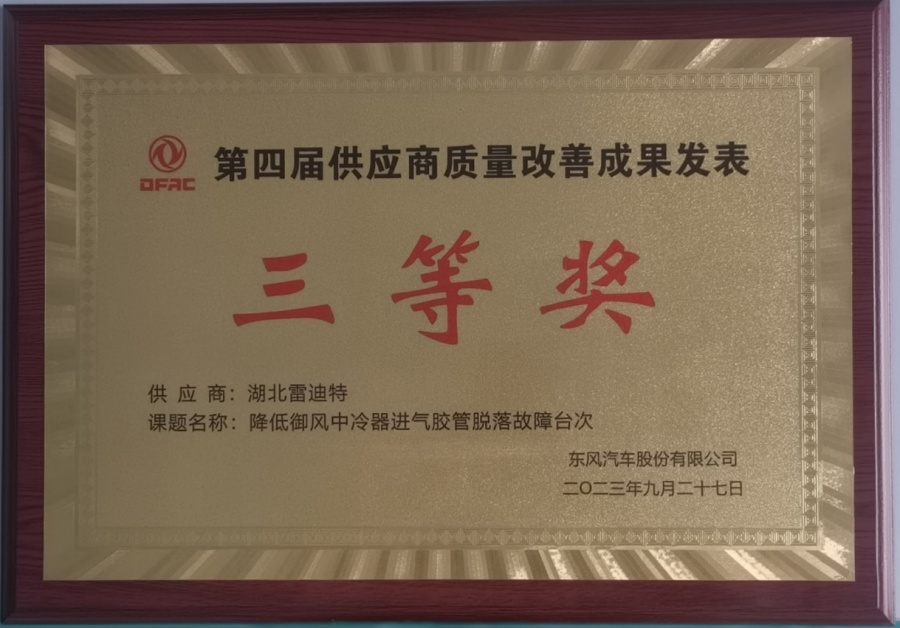 DFAC
第四届供应商质量改善成果发表
三等奖
供应商：湖北雷迪特
课题名称：降低御风中冷器进气胶管脱落故障台次
东风汽车股份有限公司
二〇二三年九月二十七日